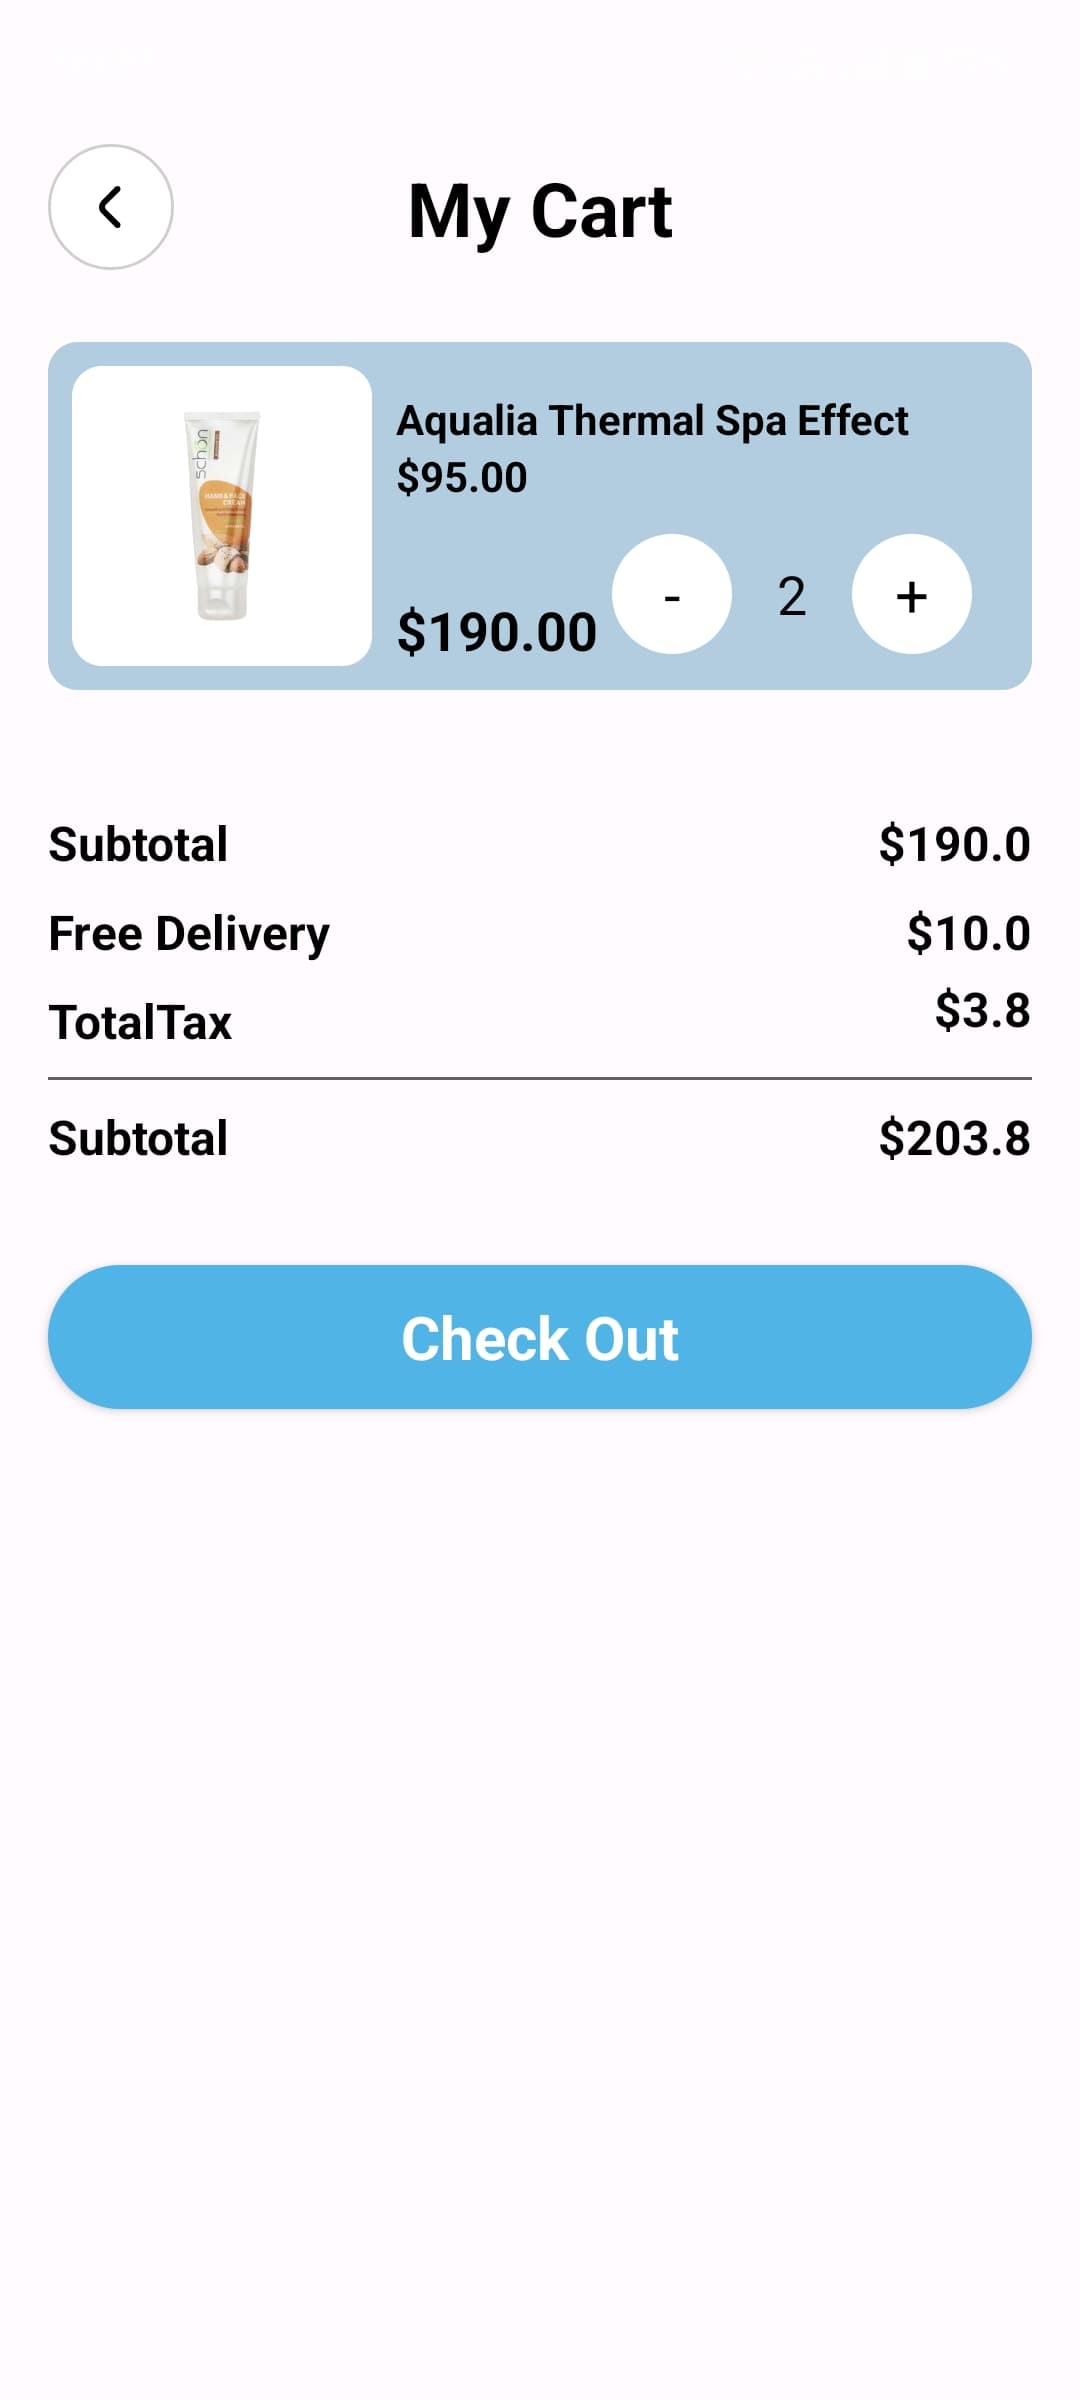 My Cart
schön
HAND & FACE
CREAM
Aqualia Thermal Spa Effect
$95.00
$190.00
-
2
+
Subtotal $190.0
Free Delivery $10.0
TotalTax $3.8
Subtotal $203.8
Check Out